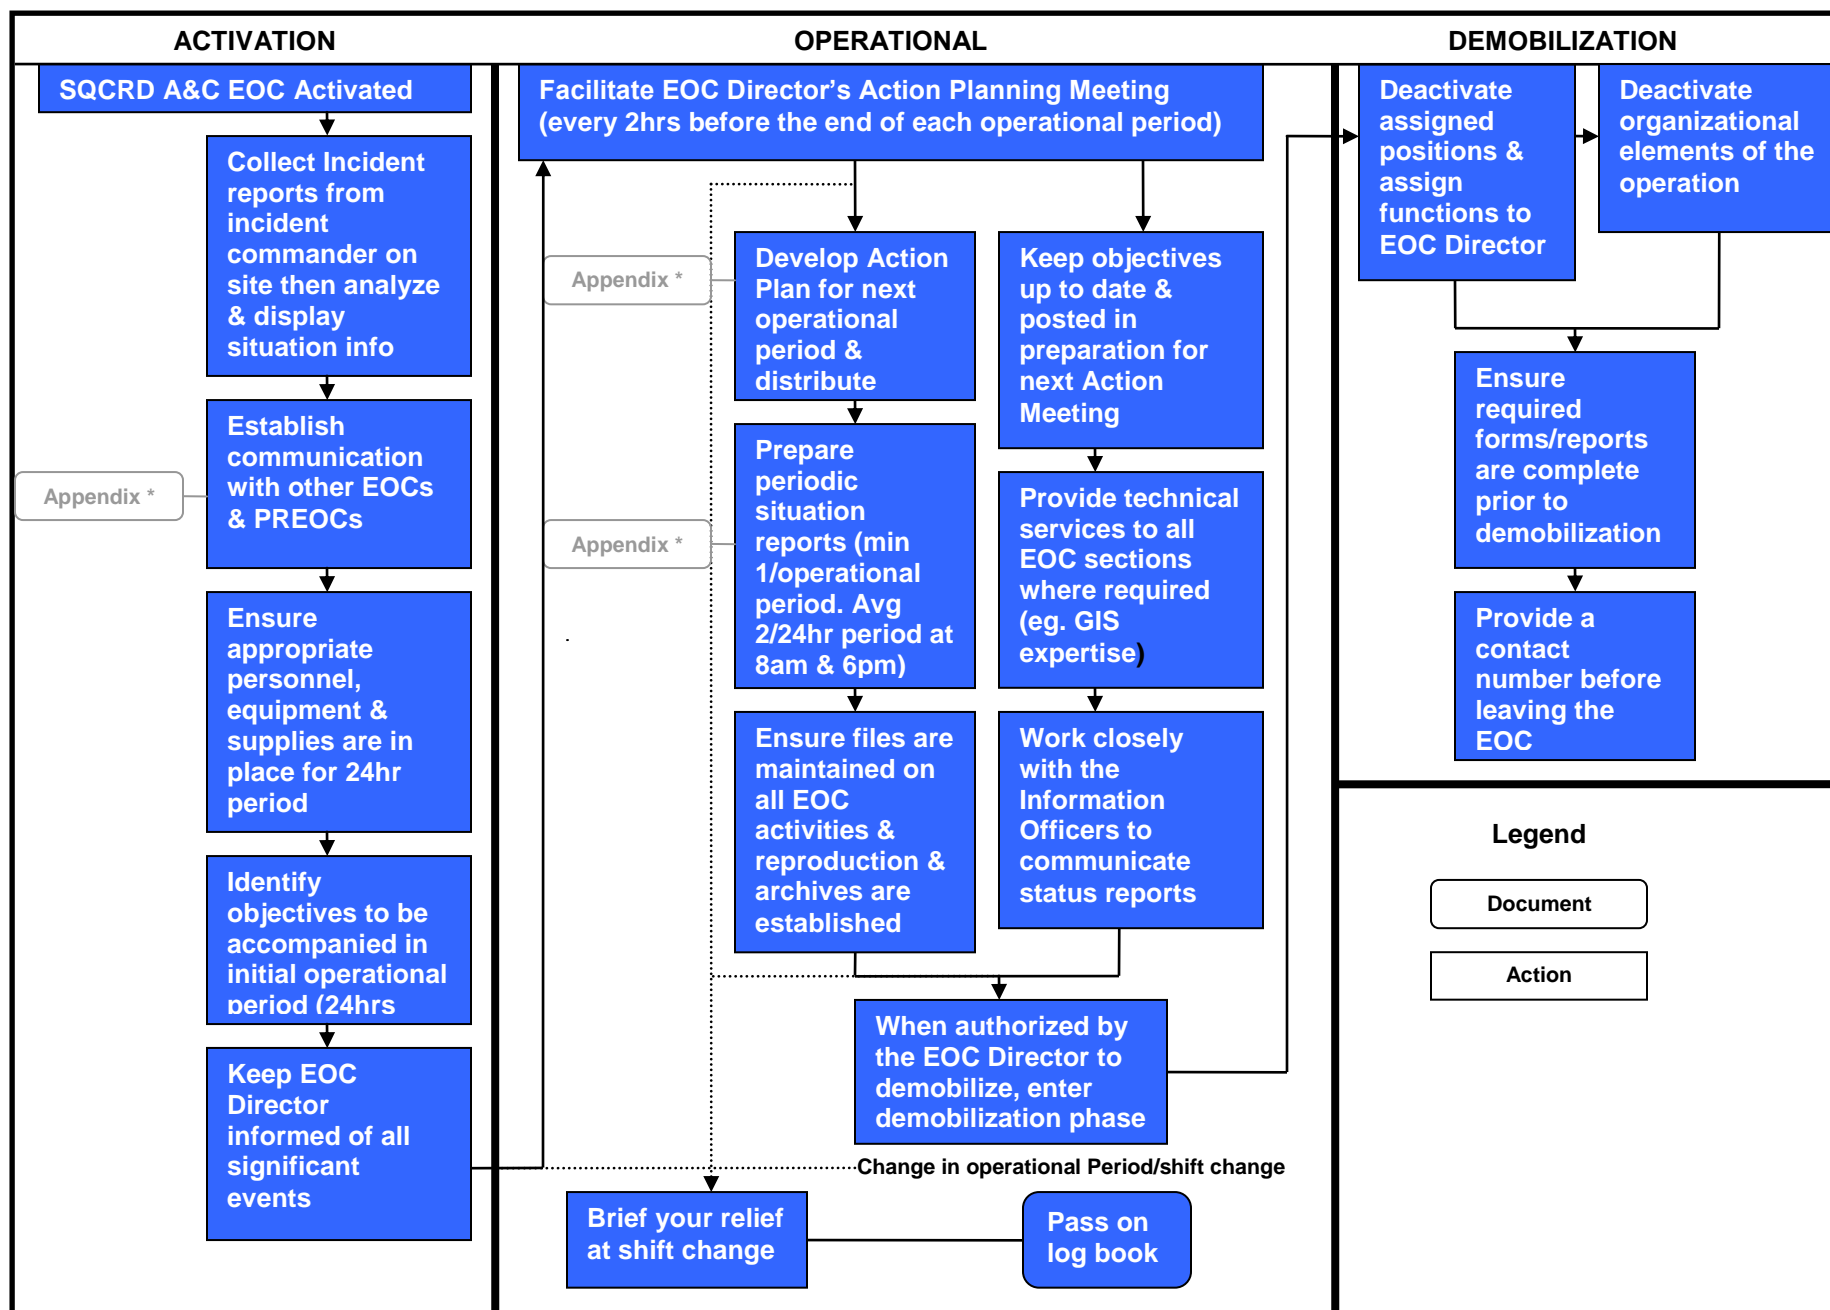 ACTIVATION
SQCRD A&C EOC Activated
Collect Incident
reports from
incident
commander on
site then analyze
& display
situation info
Establish
communication
with other EOCs
& PREOCs
Appendix *
Ensure
appropriate
personnel,
equipment &
supplies are in
place for 24hr
period
Identify
objectives to be
accompanied in
initial operational
period (24hrs
Keep EOC
Director
informed of all
significant
events
OPERATIONAL
Facilitate EOC Director’s Action Planning Meeting
(every 2hrs before the end of each operational period)
Appendix *
Develop Action
Plan for next
operational
period &
distribute
Appendix *
Prepare
periodic
situation
reports (min
1/operational
period. Avg
2/24hr period at
8am & 6pm)
Ensure files are
maintained on
all EOC
activities &
reproduction &
archives are
established
Keep objectives
up to date &
posted in
preparation for
next Action
Meeting
Provide technical
services to all
EOC sections
where required
(eg. GIS
expertise)
Work closely
with the
Information
Officers to
communicate
status reports
When authorized by
the EOC Director to
demobilize, enter
demobilization phase
Change in operational Period/shift change
Brief your relief
at shift change
Pass on
log book
DEMOBILIZATION
Deactivate
assigned
positions &
assign
functions to
EOC Director
Deactivate
organizational
elements of the
operation
Ensure
required
forms/reports
are complete
prior to
demobilization
Provide a
contact
number before
leaving the
EOC
Legend
Document
Action